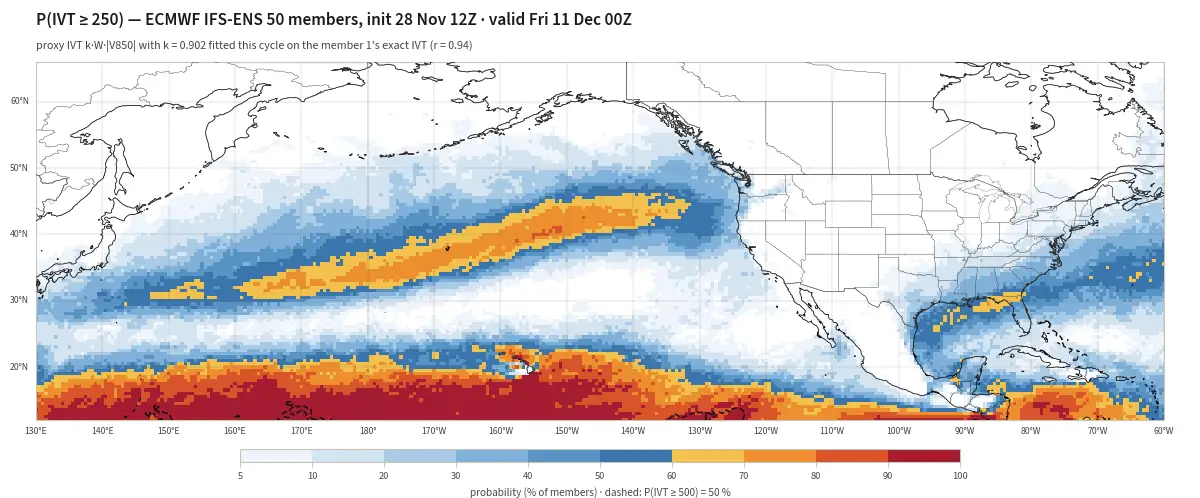 P(IVT ≥ 250) — ECMWF IFS-ENS 50 members, init 28 Nov 12Z · valid Fri 11 Dec 00Z
proxy IVT k·W·|V850| with k = 0.902 fitted this cycle on the member 1's exact IVT (r = 0.94)
60°N
50°N
40°N
30°N
20°N
130°E 140°E 150°E 160°E 170°E 180° 170°W 160°W 150°W 140°W 130°W 120°W 110°W 100°W 90°W 80°W 70°W 60°W
5 10 20 30 40 50 60 70 80 90 100
probability (% of members) · dashed: P(IVT ≥ 500) = 50 %